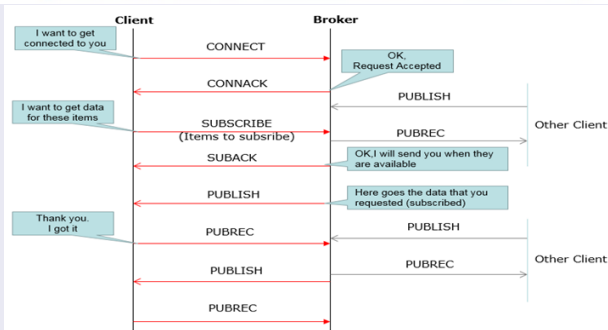 Client
Broker
I want to get
connected to you
CONNECT
OK,
Request Accepted
CONNACK
PUBLISH
I want to get data
for these items
SUBSCRIBE
(Items to subsribe)
Other Client
PUBREC
SUBACK
OK,I will send you when they
are available
PUBLISH
Here goes the data that you
requested (subscribed)
Thank you.
I got it
PUBREC
PUBLISH
PUBLISH
PUBREC
Other Client
PUBREC